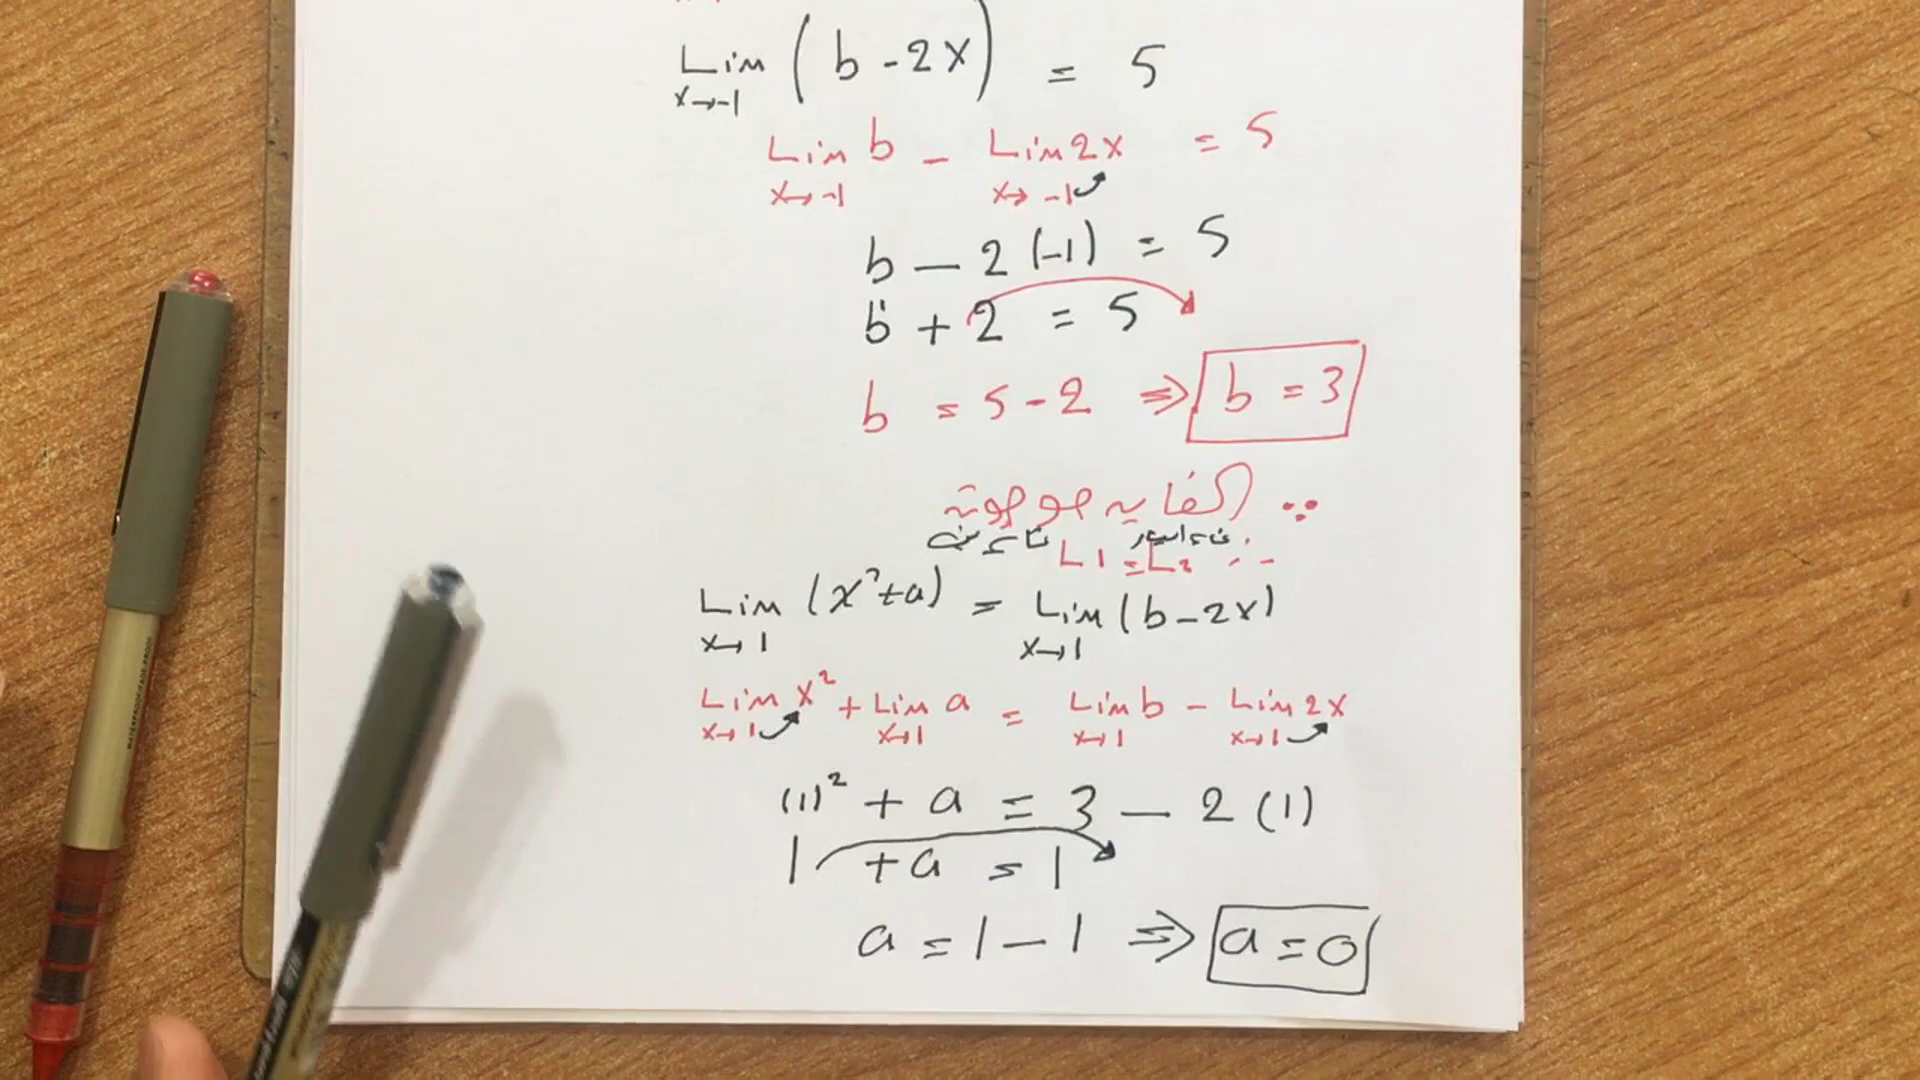 Lim (b - 2x) = 5
x→-1
Lim b - Lim 2x = 5
x→-1 x→-1
b - 2 (-1) = 5
b + 2 = 5
b = 5 - 2 ⇒ b = 3
∵ الغاية موجودة
∴ L1 = L2
Lim (x²+a) = Lim (b-2x)
x→1 x→1
Lim x² + Lim a = Lim b - Lim 2x
x→1 x→1 x→1 x→1
(1)² + a = 3 - 2 (1)
1 + a = 1
a = 1 - 1 ⇒ a = 0